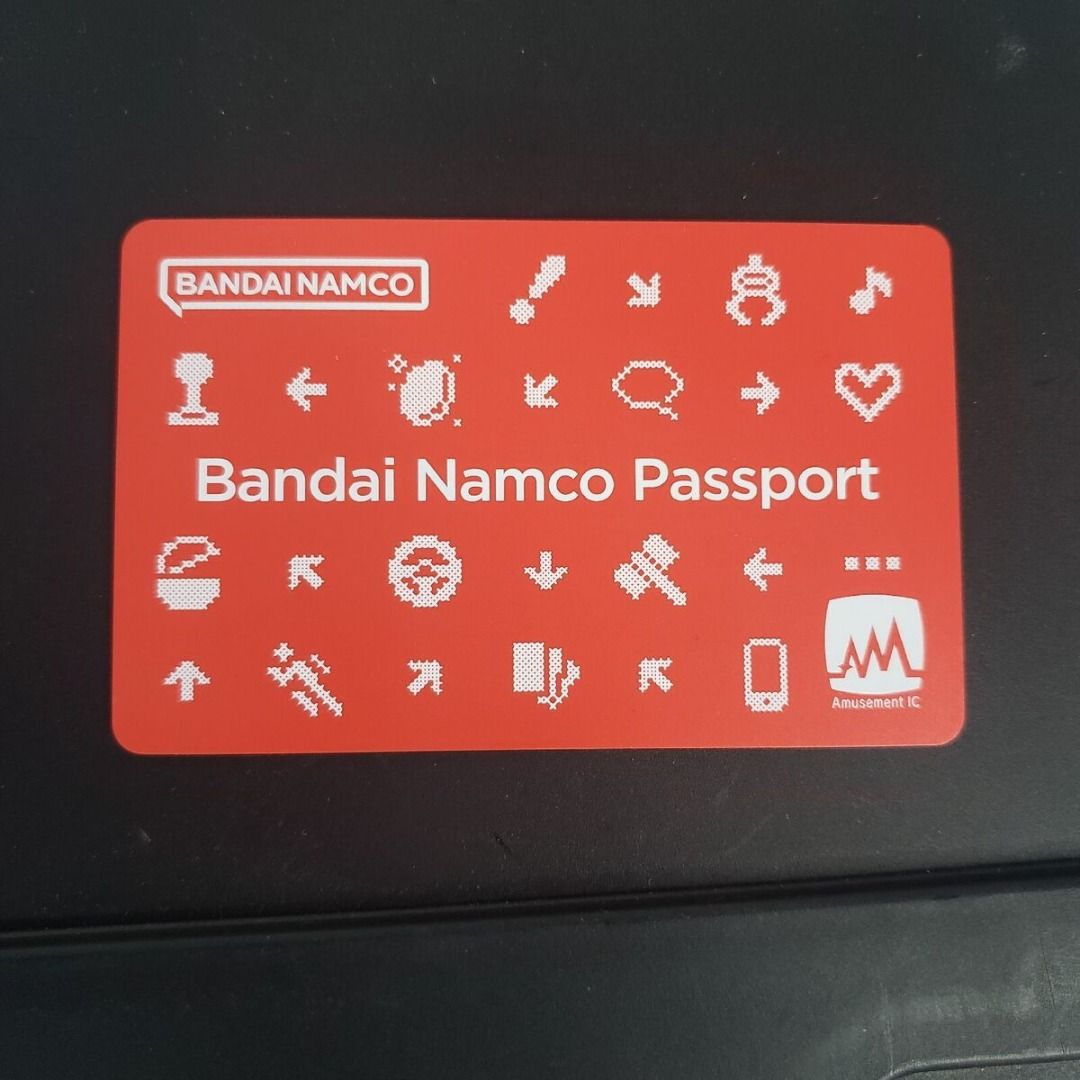 BANDAI NAMCO
Bandai Namco Passport
Amusement IC